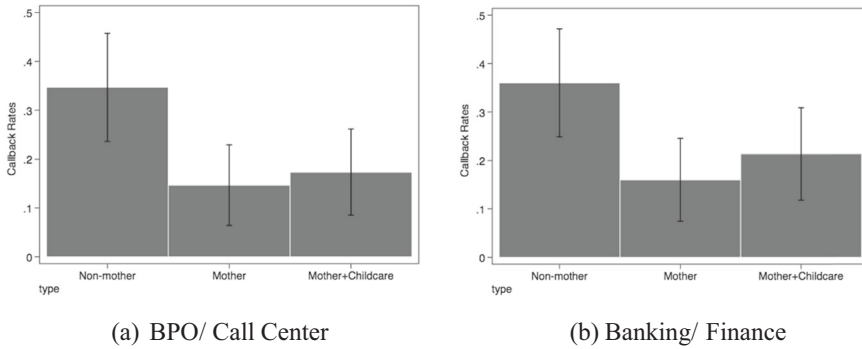 .5
.4
.3
.2
.1
0
Callback Rates
Non-mother Mother Mother+Childcare
type
(a) BPO/ Call Center
.5
.4
.3
.2
.1
0
Callback Rates
Non-mother Mother Mother+Childcare
type
(b) Banking/ Finance